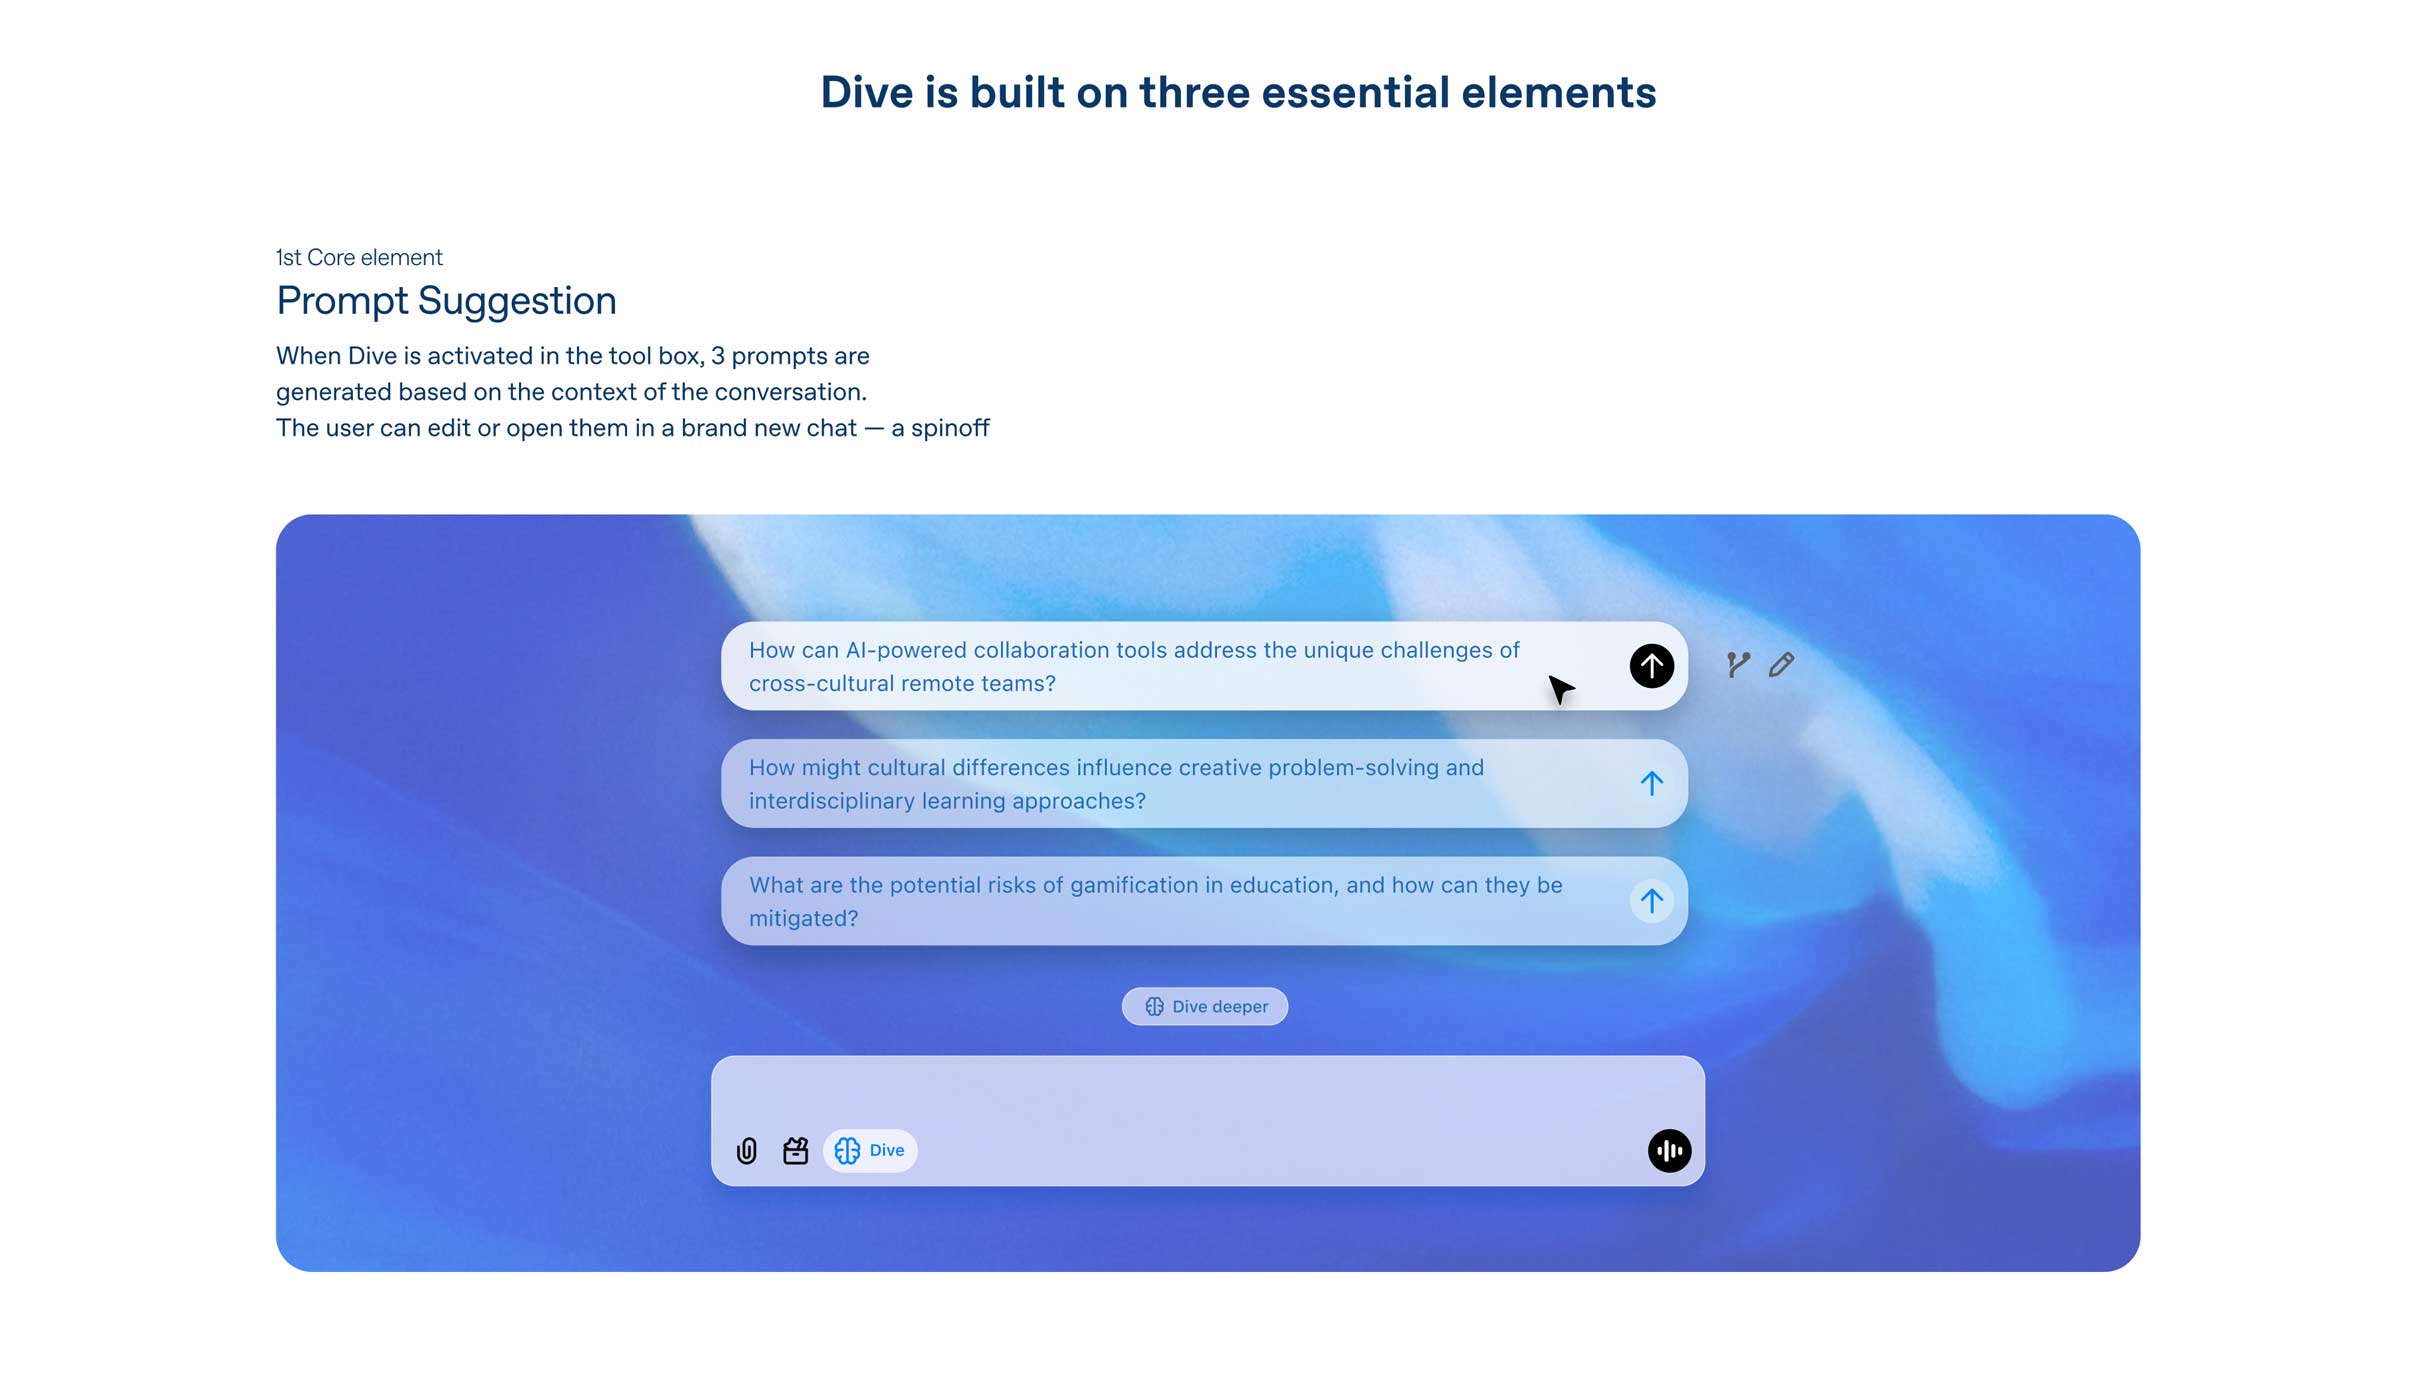 Dive is built on three essential elements
1st Core element
Prompt Suggestion
When Dive is activated in the tool box, 3 prompts are
generated based on the context of the conversation.
The user can edit or open them in a brand new chat — a spinoff
How can AI-powered collaboration tools address the unique challenges of
cross-cultural remote teams?
How might cultural differences influence creative problem-solving and
interdisciplinary learning approaches?
What are the potential risks of gamification in education, and how can they be
mitigated?
Dive deeper
Dive